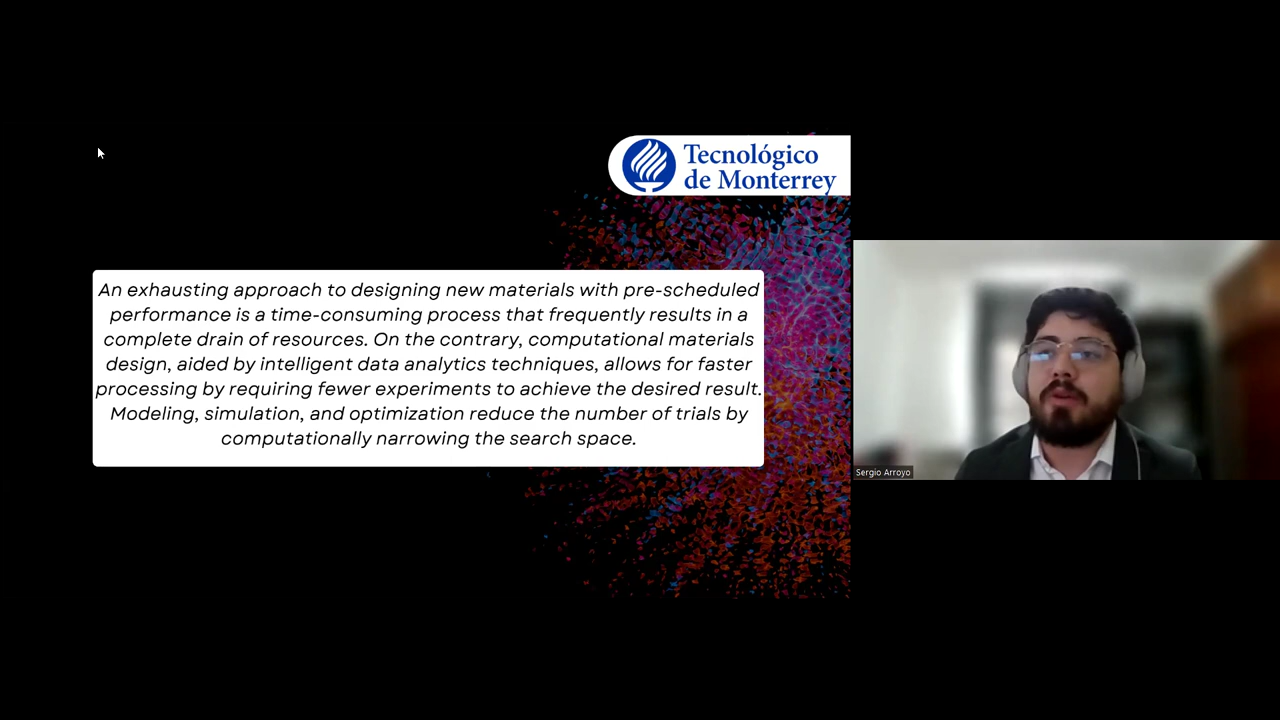 Tecnológico
de Monterrey
An exhausting approach to designing new materials with pre-scheduled
performance is a time-consuming process that frequently results in a
complete drain of resources. On the contrary, computational materials
design, aided by intelligent data analytics techniques, allows for faster
processing by requiring fewer experiments to achieve the desired result.
Modeling, simulation, and optimization reduce the number of trials by
computationally narrowing the search space.
Sergio Arroyo